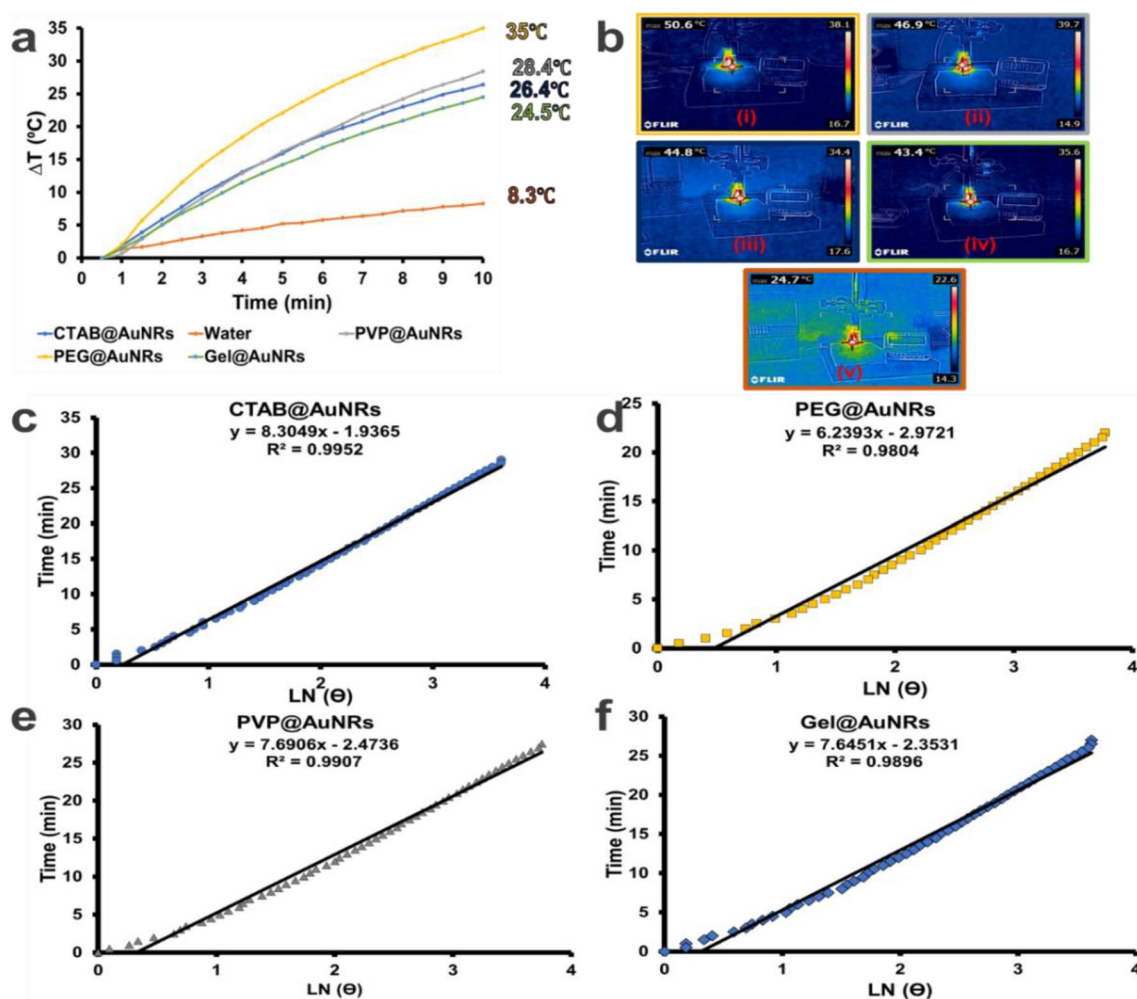 a
35
30
25
20
15
10
5
0
ΔT (ºC)
0 1 2 3 4 5 6 7 8 9 10
Time (min)
35℃
28.4℃
26.4℃
24.5℃
8.3℃
CTAB@AuNRs Water PVP@AuNRs
PEG@AuNRs Gel@AuNRs
b
max 50.6 °C 38.1
(i)
FLIR 16.7
max 46.9 °C 39.7
(ii)
FLIR 14.9
max 44.8 °C 34.4
(iii)
FLIR 17.6
max 43.4 °C 35.6
(iv)
FLIR 16.7
max 24.7 °C 22.6
(v)
FLIR 14.3
c
CTAB@AuNRs
y = 8.3049x - 1.9365
R² = 0.9952
35
30
25
20
15
10
5
0
Time (min)
0 1 2 3 4
LN (Ө)
d
PEG@AuNRs
y = 6.2393x - 2.9721
R² = 0.9804
25
20
15
10
5
0
Time (min)
0 1 2 3 4
LN (Ө)
e
PVP@AuNRs
y = 7.6906x - 2.4736
R² = 0.9907
30
25
20
15
10
5
0
Time (min)
0 1 2 3 4
LN (Ө)
f
Gel@AuNRs
y = 7.6451x - 2.3531
R² = 0.9896
30
25
20
15
10
5
0
Time (min)
0 1 2 3 4
LN (Ө)